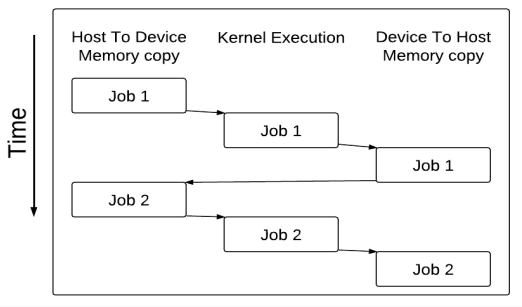 Time
Host To Device
Memory copy
Kernel Execution
Device To Host
Memory copy
Job 1
Job 1
Job 1
Job 2
Job 2
Job 2